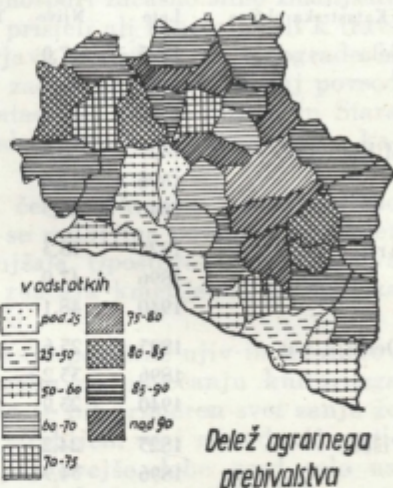 v odstotkih
pod 25
25-50
50-60
60-70
70-75
75-80
80-85
85-90
nad 90
Delež agrarnega
prebivalstva